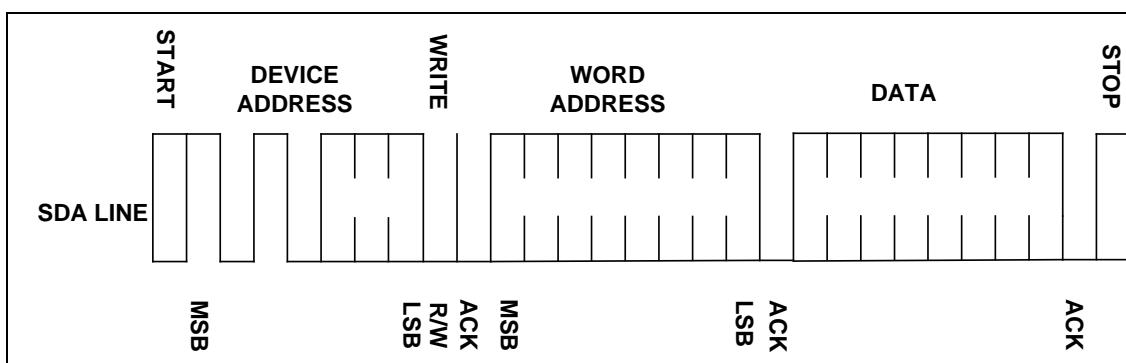 START
DEVICE
ADDRESS
WRITE
WORD
ADDRESS
DATA
STOP
SDA LINE
MSB
LSB
R/W
ACK
MSB
LSB
ACK
ACK